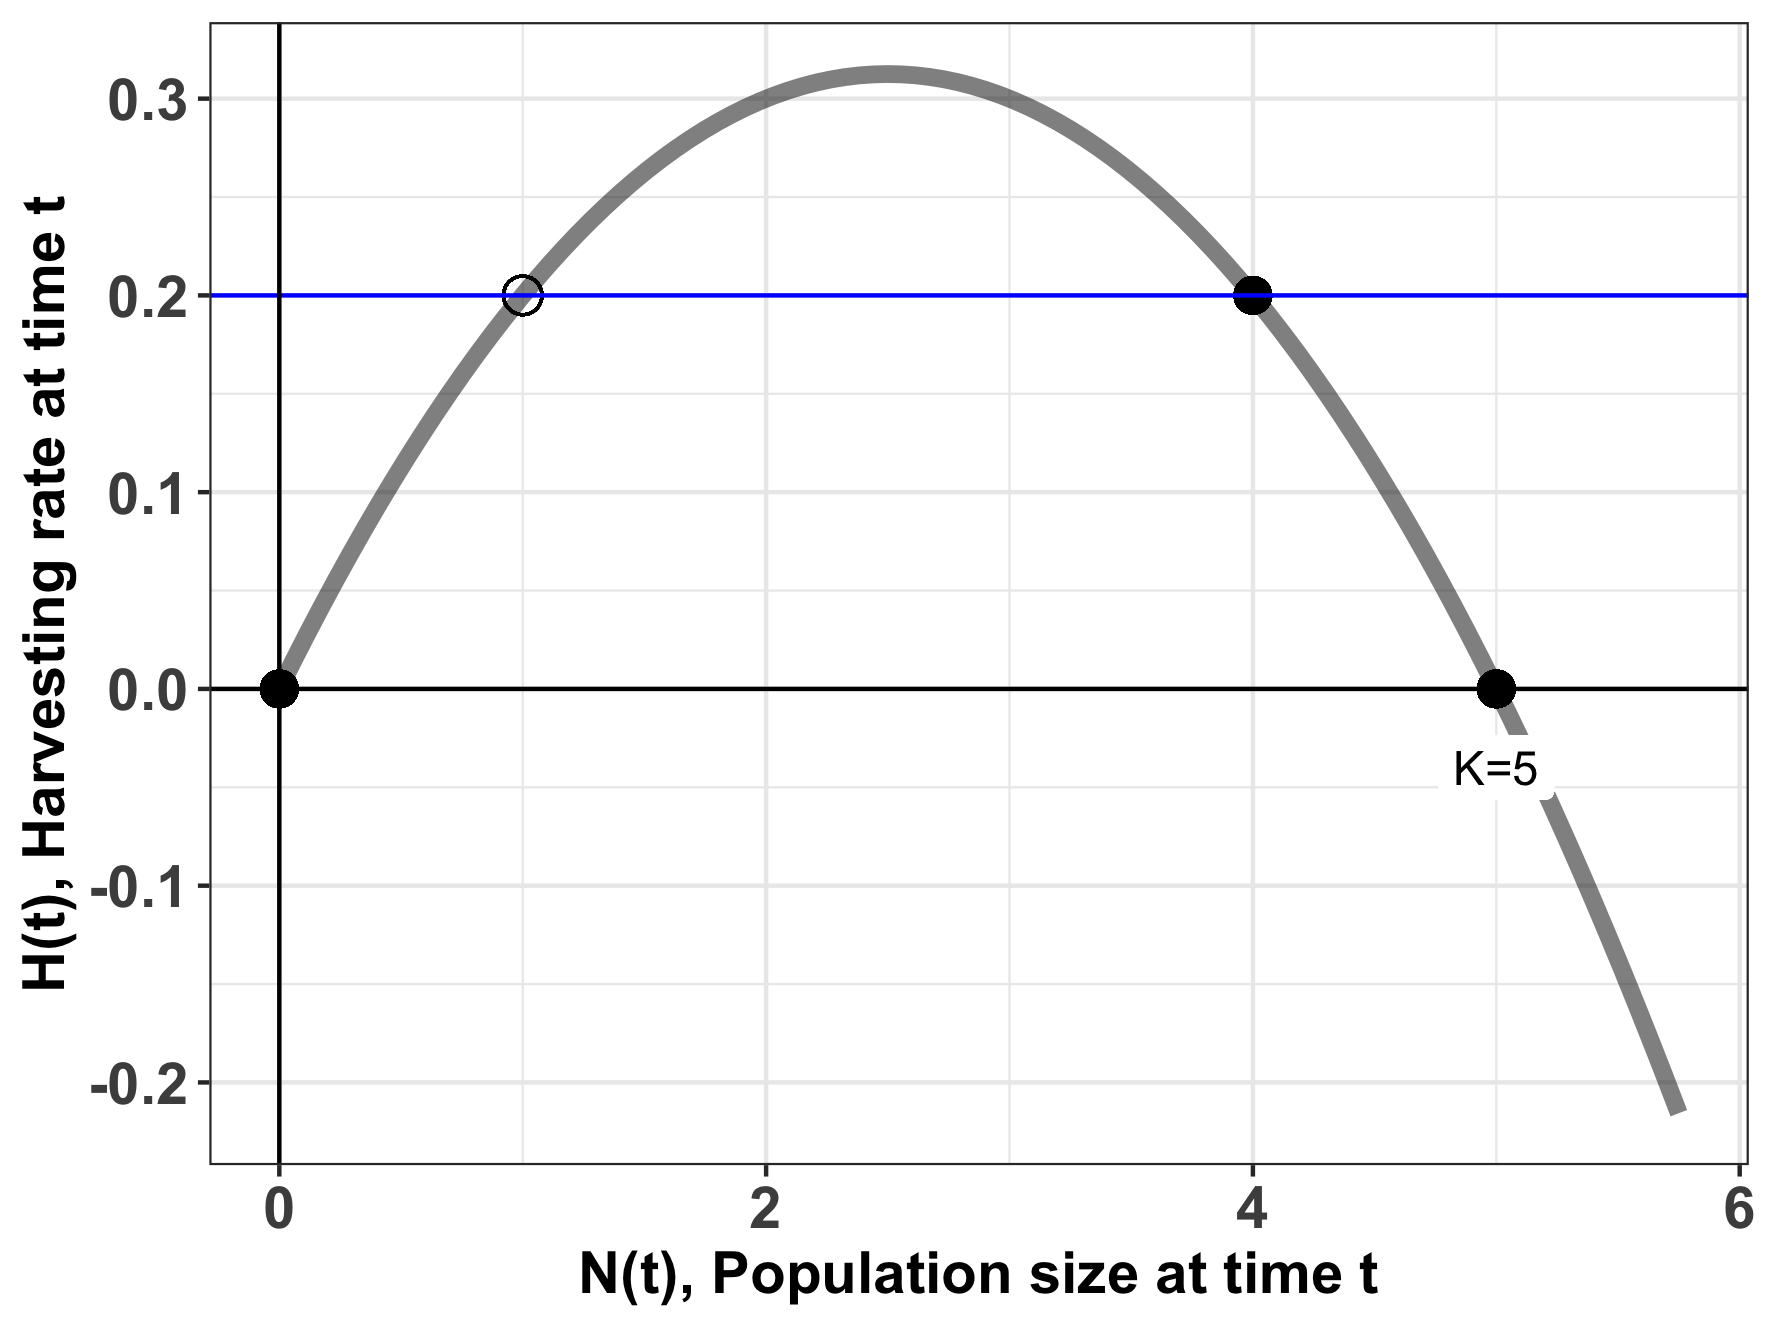 H(t), Harvesting rate at time t
0.3
0.2
0.1
0.0
-0.1
-0.2
K=5
0 2 4 6
N(t), Population size at time t